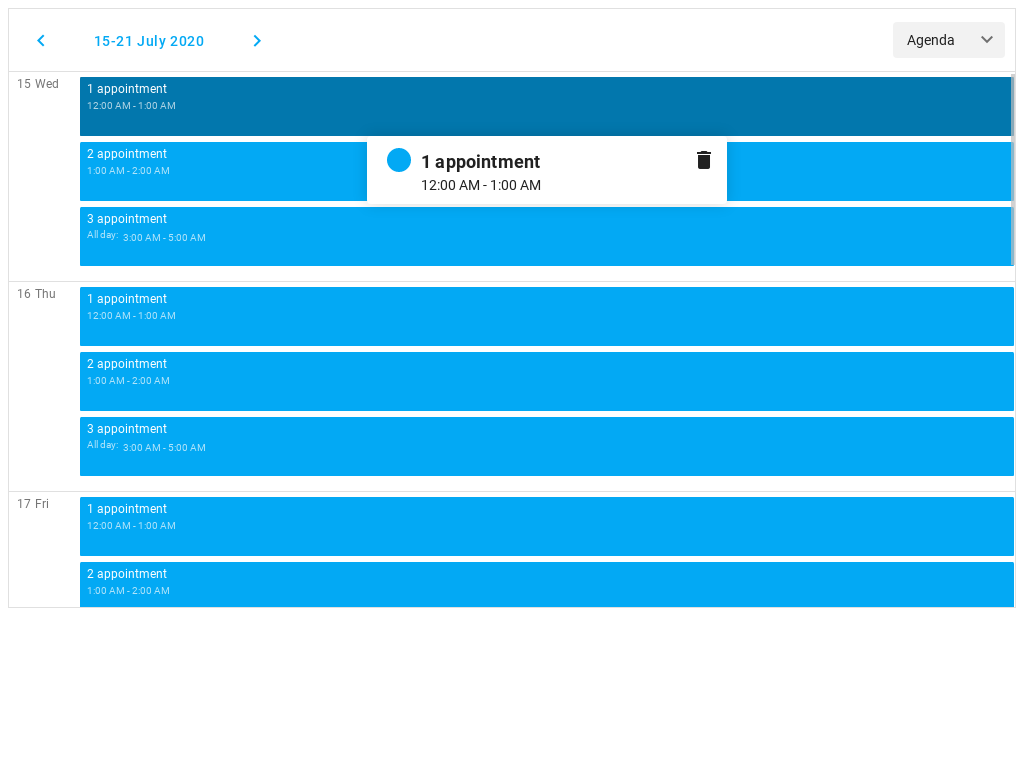 15-21 July 2020
Agenda
15 Wed
1 appointment
12:00 AM - 1:00 AM
2 appointment
1:00 AM - 2:00 AM
1 appointment
12:00 AM - 1:00 AM
3 appointment
All day: 3:00 AM - 5:00 AM
16 Thu
1 appointment
12:00 AM - 1:00 AM
2 appointment
1:00 AM - 2:00 AM
3 appointment
All day: 3:00 AM - 5:00 AM
17 Fri
1 appointment
12:00 AM - 1:00 AM
2 appointment
1:00 AM - 2:00 AM